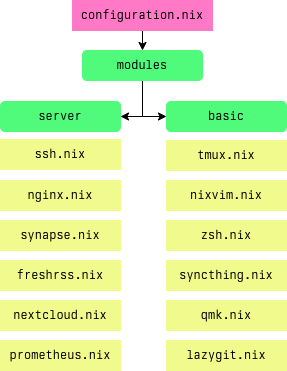 configuration.nix
modules
server
basic
ssh.nix
tmux.nix
nginx.nix
nixvim.nix
synapse.nix
zsh.nix
freshrss.nix
syncthing.nix
nextcloud.nix
qmk.nix
prometheus.nix
lazygit.nix